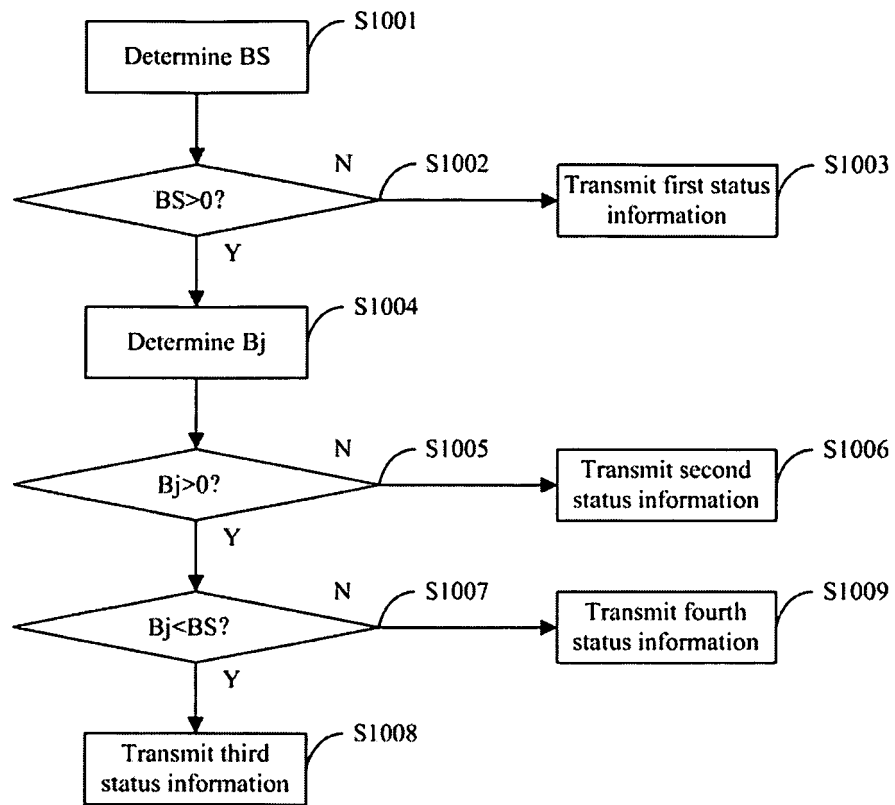 S1001
Determine BS
N
S1002
S1003
BS>0?
Transmit first status
information
Y
S1004
Determine Bj
N
S1005
S1006
Bj>0?
Transmit second
status information
Y
N
S1007
S1009
Bj<BS?
Transmit fourth
status information
Y
S1008
Transmit third
status information